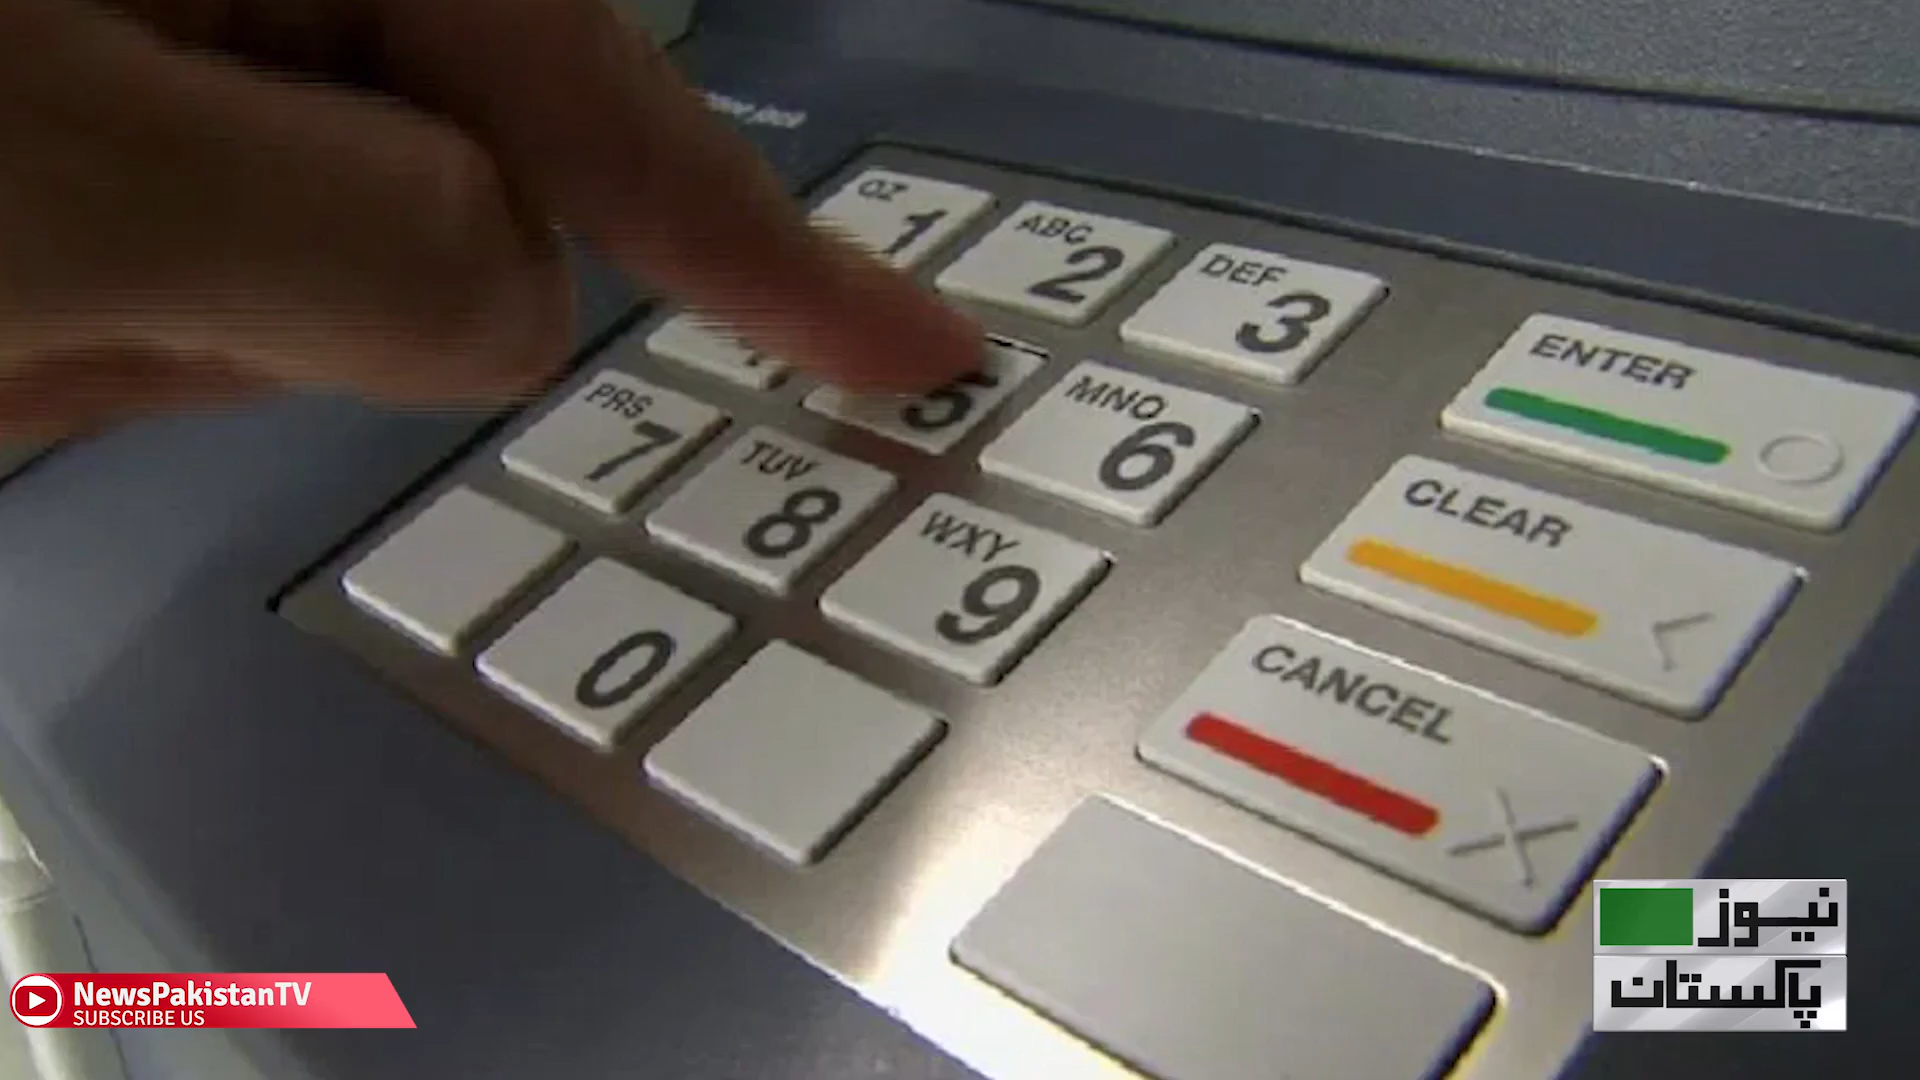 QZ
1
ABC
2
DEF
3
5
MNO
6
PRS
7
TUV
8
WXY
9
0
ENTER
CLEAR
CANCEL
نیوز
پاکستان
NewsPakistanTV
SUBSCRIBE US